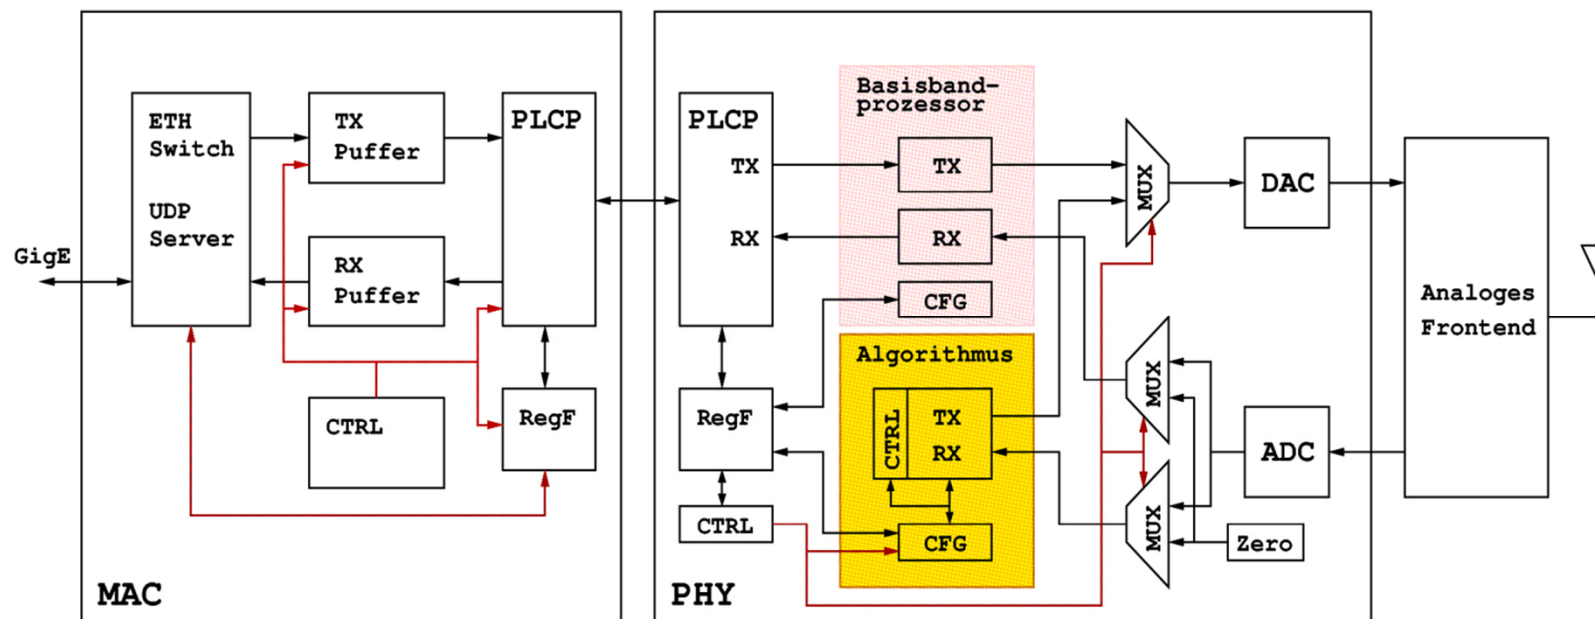 GigE
ETH
Switch
UDP
Server
TX
Puffer
RX
Puffer
PLCP
CTRL
RegF
MAC
PLCP
TX
RX
RegF
CTRL
PHY
Basisband-
prozessor
TX
RX
CFG
Algorithmus
CTRL
TX
RX
CFG
MUX
MUX
MUX
DAC
ADC
Zero
Analoges
Frontend